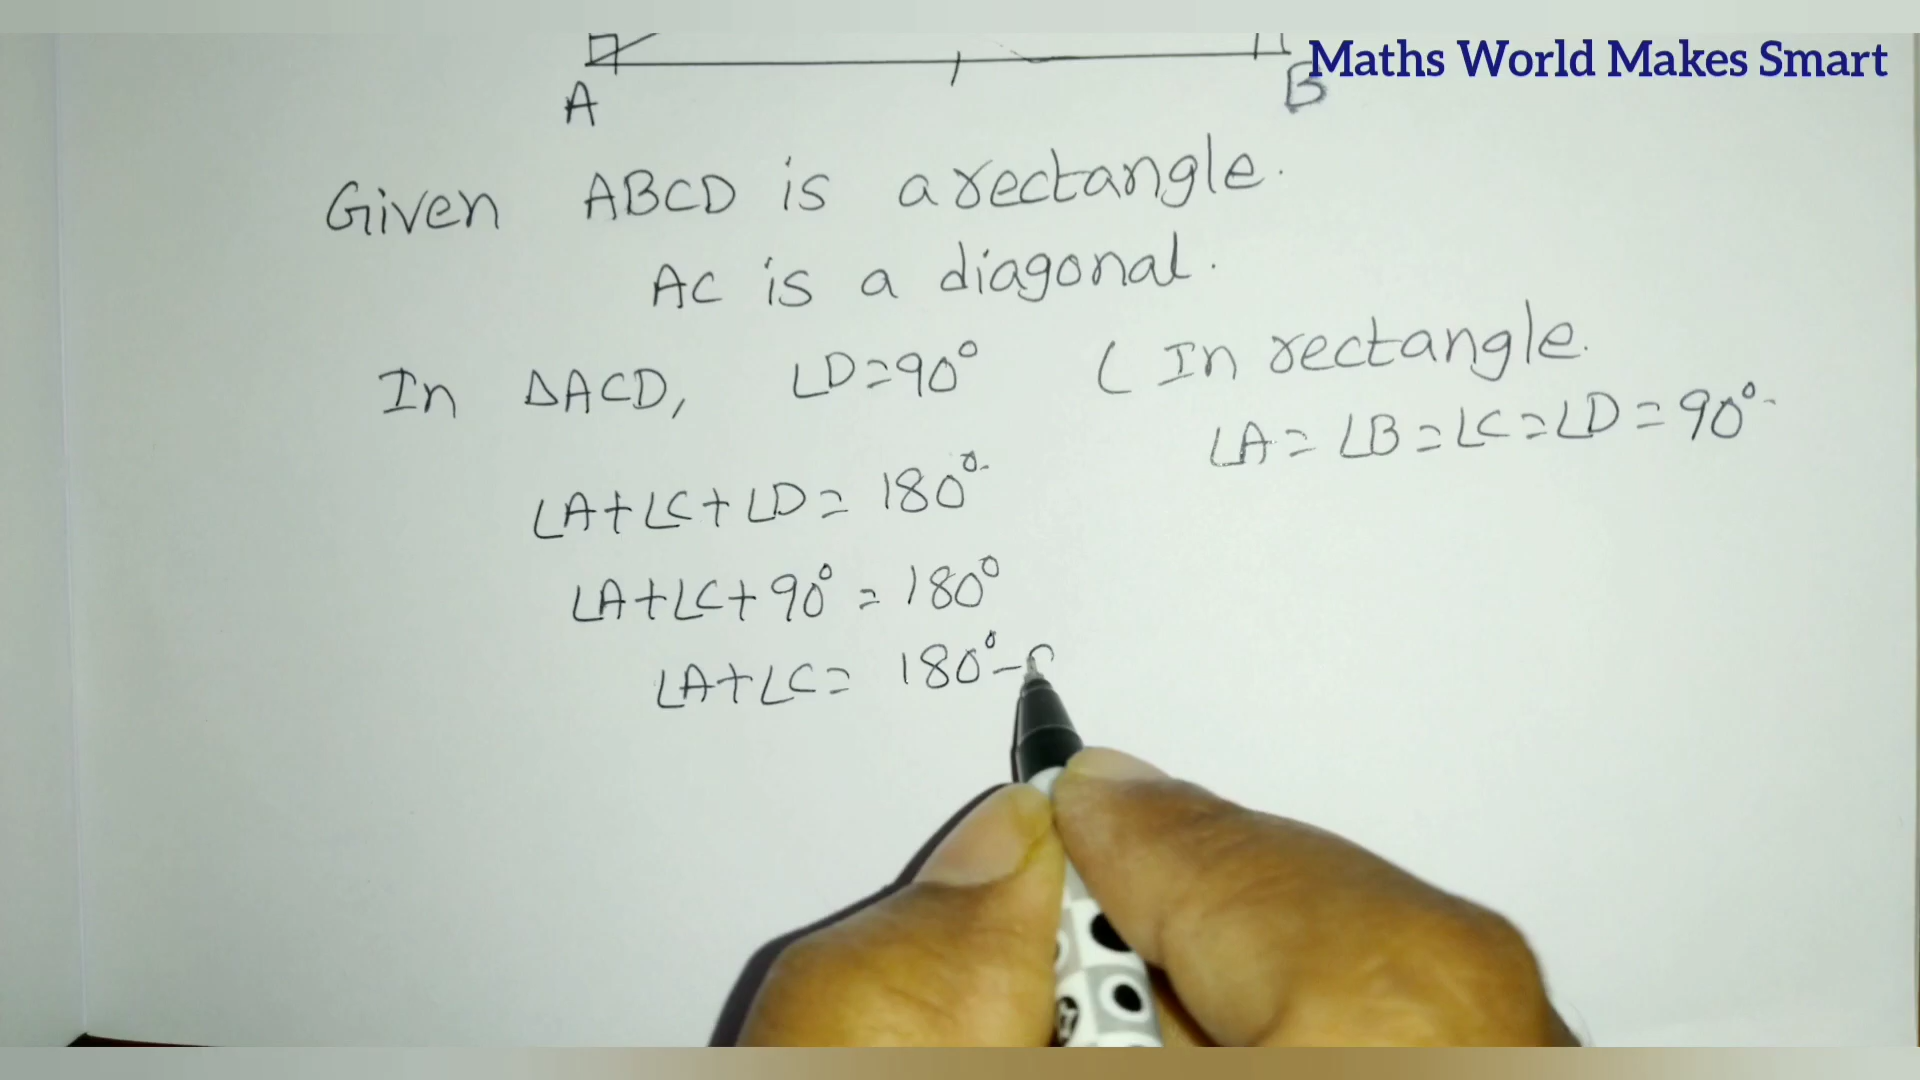 Maths World Makes Smart
A B
Given ABCD is a rectangle.
AC is a diagonal.
In ΔACD, ∠D=90° (In rectangle.
∠A=∠B=∠C=∠D=90°
∠A+∠C+∠D=180°
∠A+∠C+90°=180°
∠A+∠C=180°-